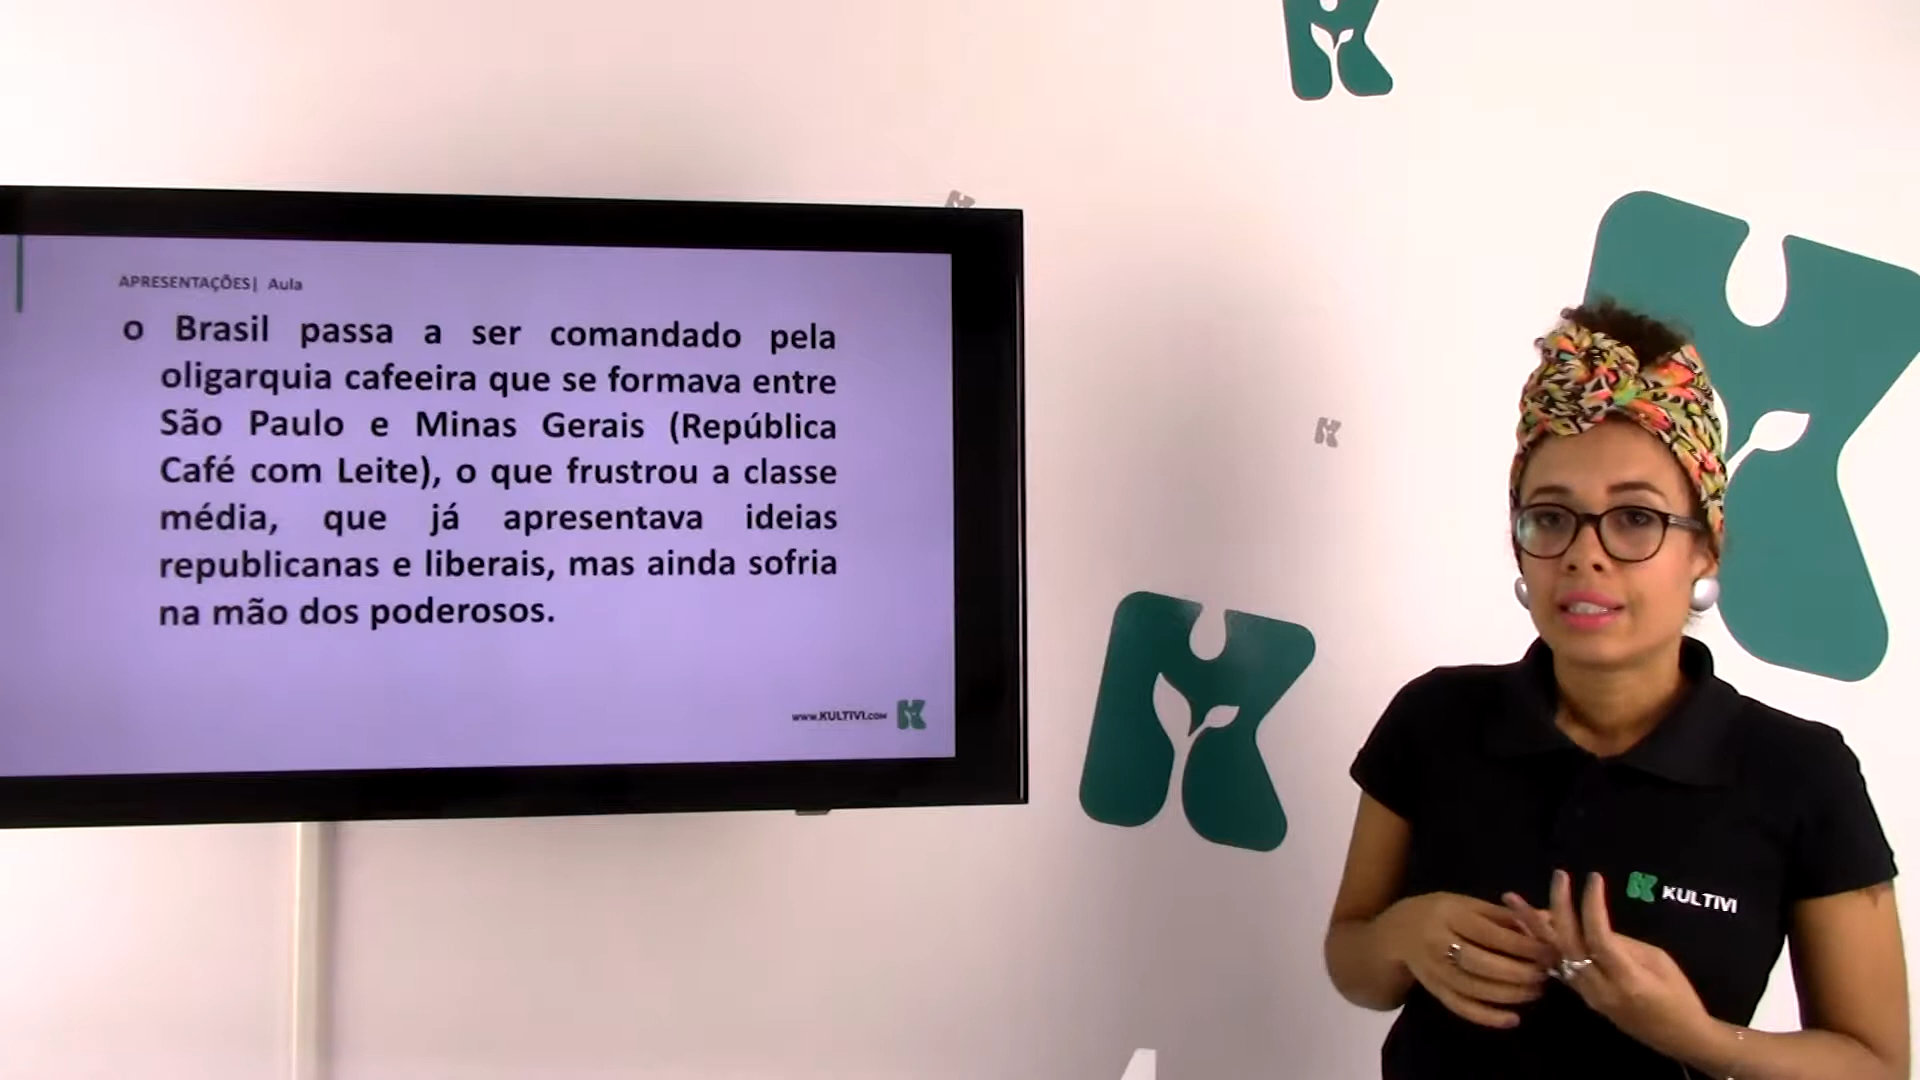 APRESENTAÇÕES| Aula
o Brasil passa a ser comandado pela
oligarquia cafeeira que se formava entre
São Paulo e Minas Gerais (República
Café com Leite), o que frustrou a classe
média, que já apresentava ideias
republicanas e liberais, mas ainda sofria
na mão dos poderosos.
www.KULTIVI.com
KULTIVI